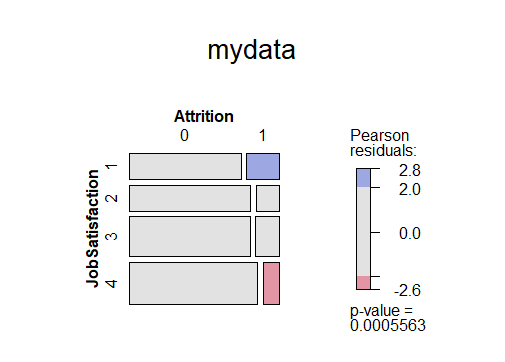 mydata
Attrition
0 1
JobSatisfaction
1
2
3
4
Pearson
residuals:
2.8
2.0
0.0
-2.6
p-value =
0.0005563